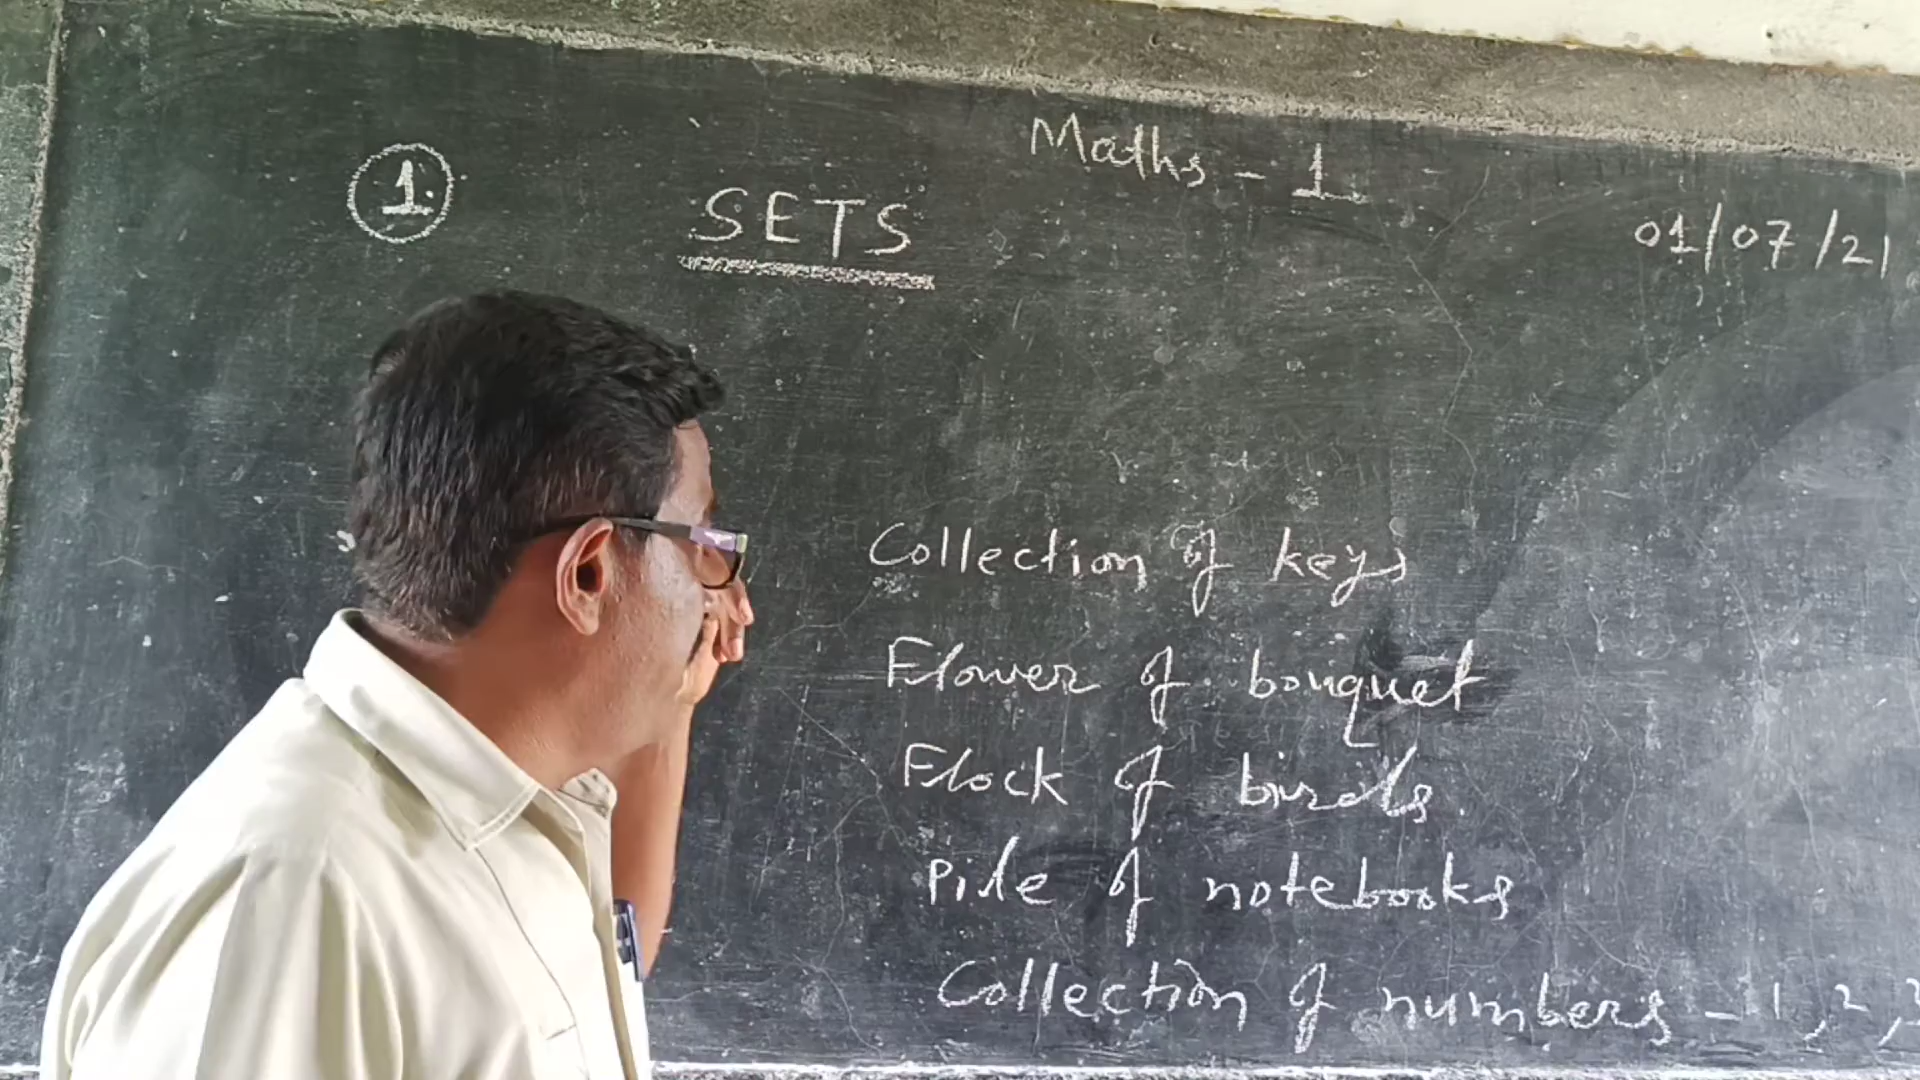 Maths - 1
1. SETS
01/07/21
Collection of keys
Flower of bouquet
Flock of birds.
Pile of notebooks
Collection of numbers - 1, 2,